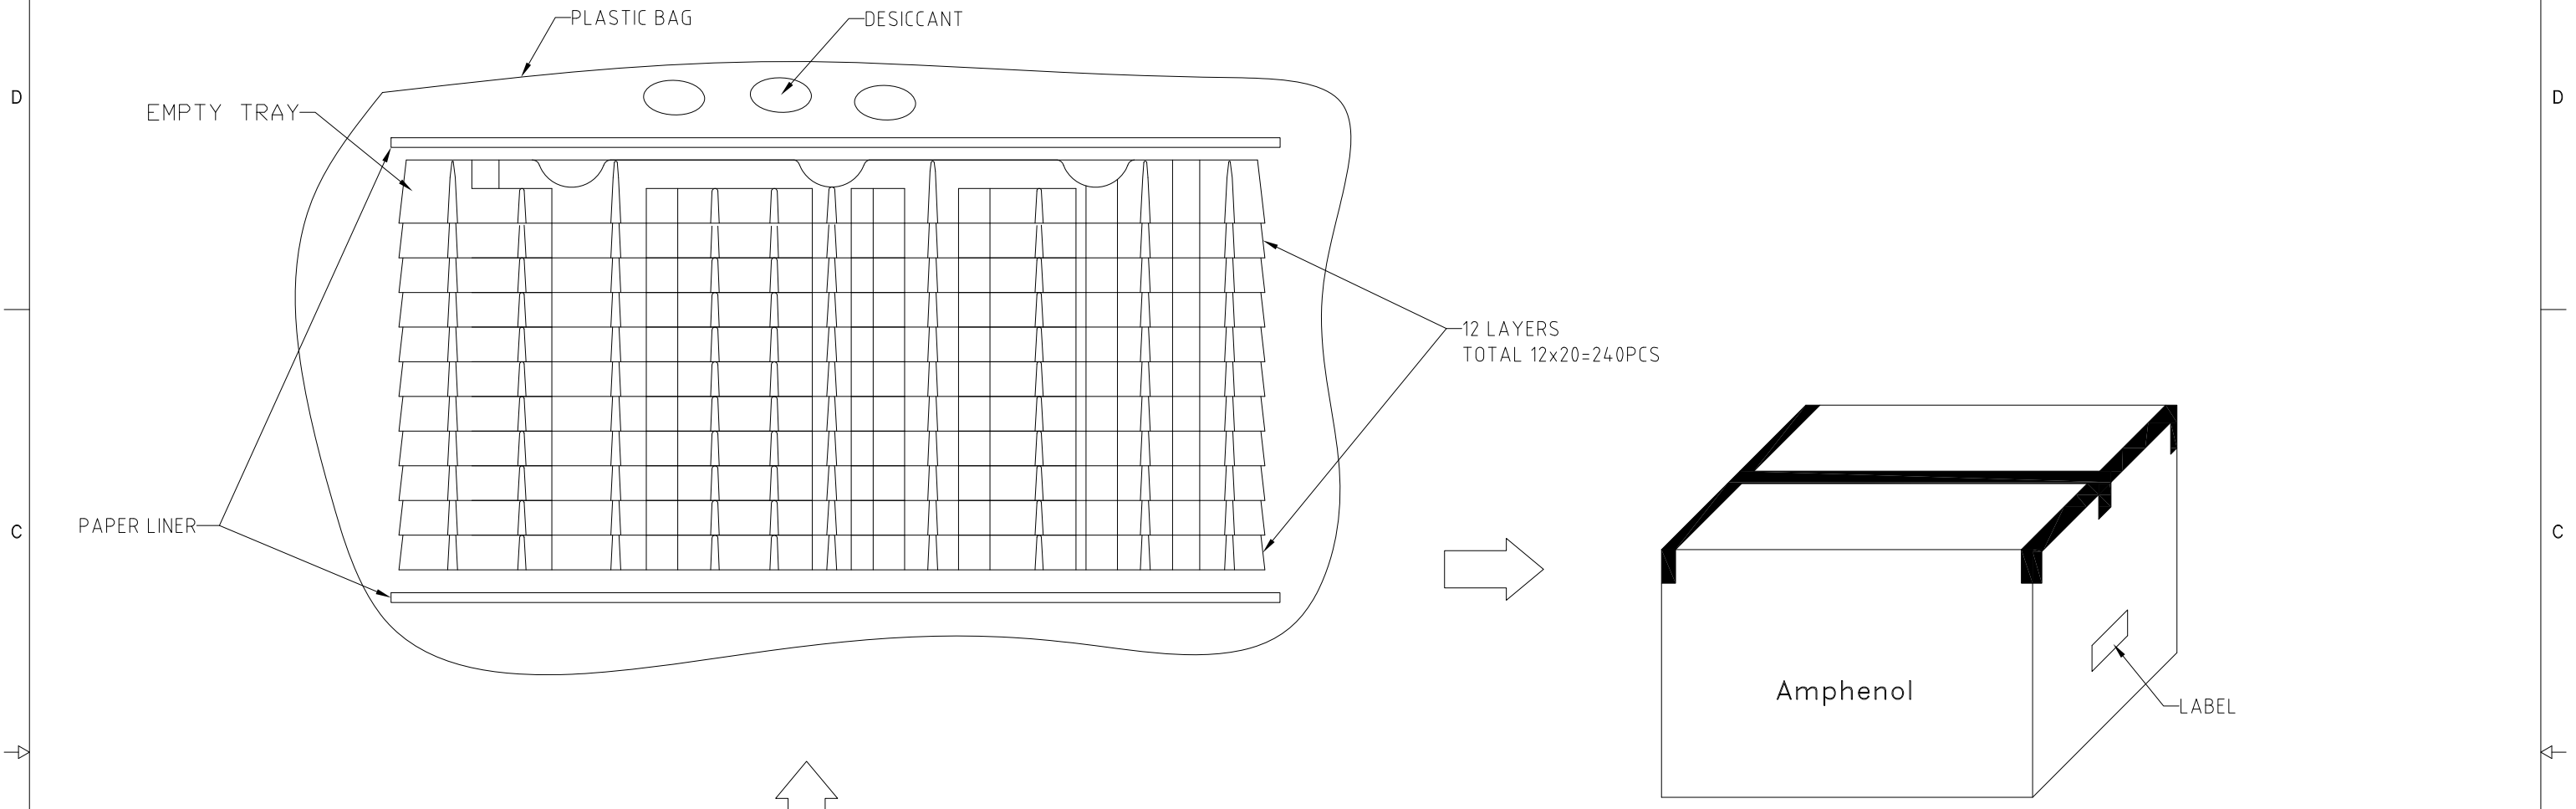 PLASTIC BAG
DESICCANT
D
D
EMPTY TRAY
12 LAYERS
TOTAL 12x20=240PCS
PAPER LINER
C
C
Amphenol
LABEL